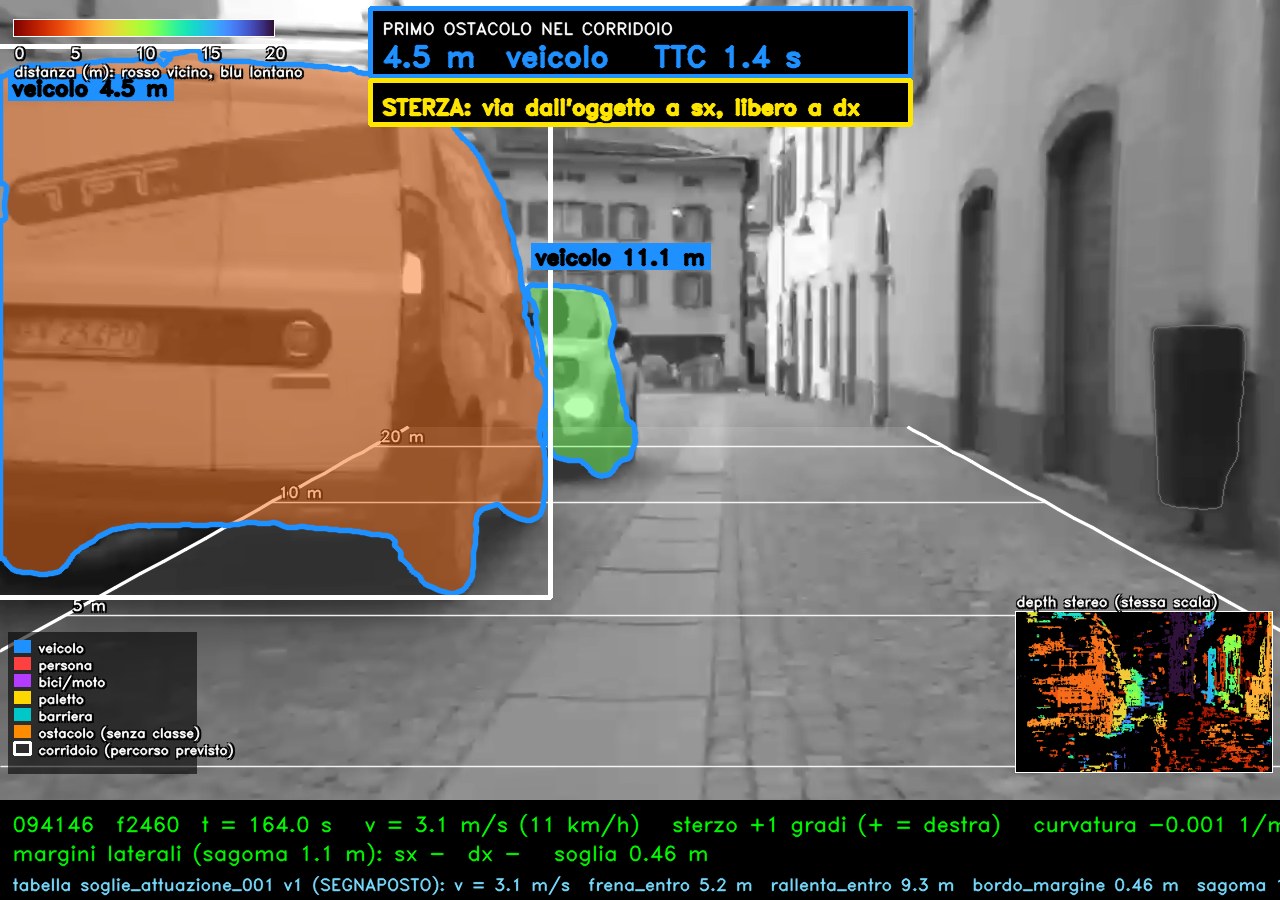 PRIMO OSTACOLO NEL CORRIDOIO
4.5 m veicolo TTC 1.4 s
STERZA: via dall'oggetto a sx, libero a dx
0 5 10 15 20
distanza (m): rosso vicino, blu lontano
veicolo 4.5 m
TPT
veicolo 11.1 m
20 m
10 m
5 m
depth stereo (stessa scala)
veicolo
persona
bici/moto
paletto
barriera
ostacolo (senza classe)
corridoio (percorso previsto)
094146 f2460 t = 164.0 s v = 3.1 m/s (11 km/h) sterzo +1 gradi (+ = destra) curvatura −0.001 1/m
margini laterali (sagoma 1.1 m): sx − dx − soglia 0.46 m
tabella soglie_attuazione_001 v1 (SEGNAPOSTO): v = 3.1 m/s frena_entro 5.2 m rallenta_entro 9.3 m bordo_margine 0.46 m sagoma